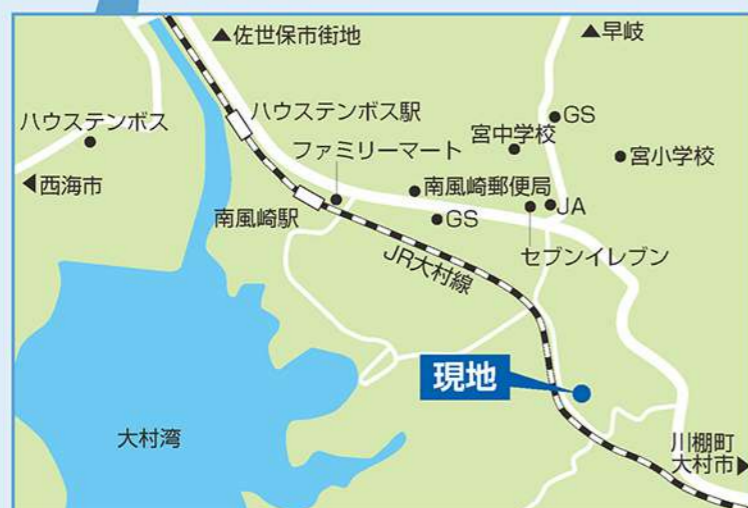 ▲佐世保市街地
▲早岐
ハウステンボス駅
GS
ハウステンボス
宮中学校
ファミリーマート
宮小学校
◀西海市
南風崎郵便局
JA
南風崎駅
GS
セブンイレブン
JR大村線
現地
大村湾
川棚町
大村市▶